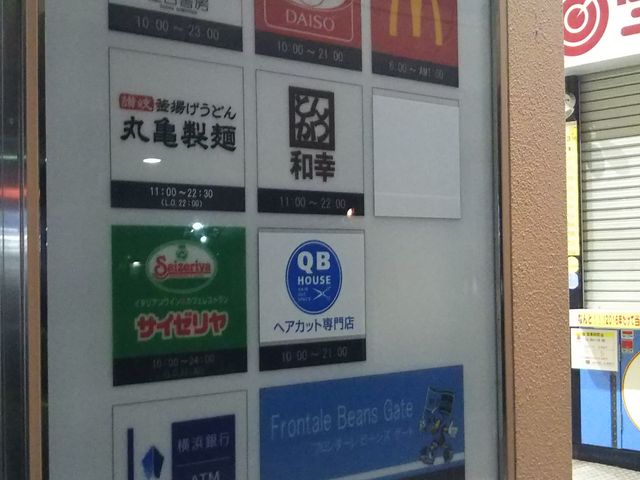 10:00～23:00
DAISO
10:00～21:00
讃岐 釜揚げうどん
丸亀製麺
11:00～22:30
(L.O.22:00)
とんかつ
和幸
11:00～22:00
Saizeriya
イタリアンワイン&カフェレストラン
サイゼリヤ
10:00～24:00
QB
HOUSE
ヘアカット専門店
10:00～21:00
横浜銀行
ATM
Frontale Beans Gate
フロンターレ ビーンズ ゲート